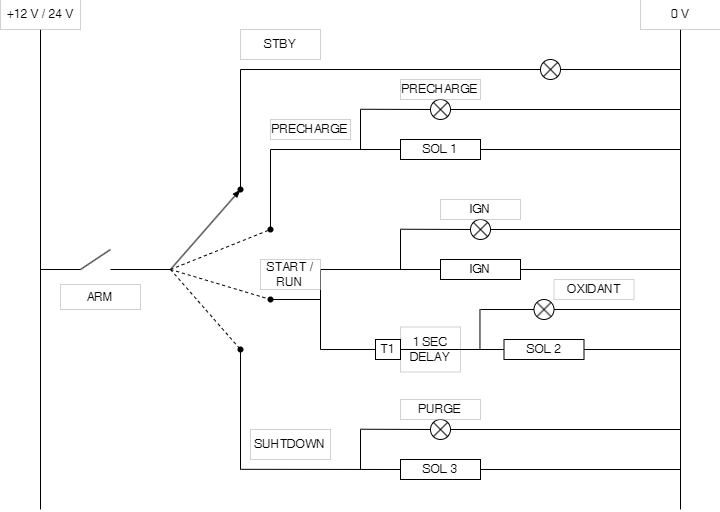 +12 V / 24 V
0 V
STBY
PRECHARGE
PRECHARGE
SOL 1
IGN
START /
RUN
IGN
ARM
OXIDANT
T1
1 SEC
DELAY
SOL 2
PURGE
SUHTDOWN
SOL 3